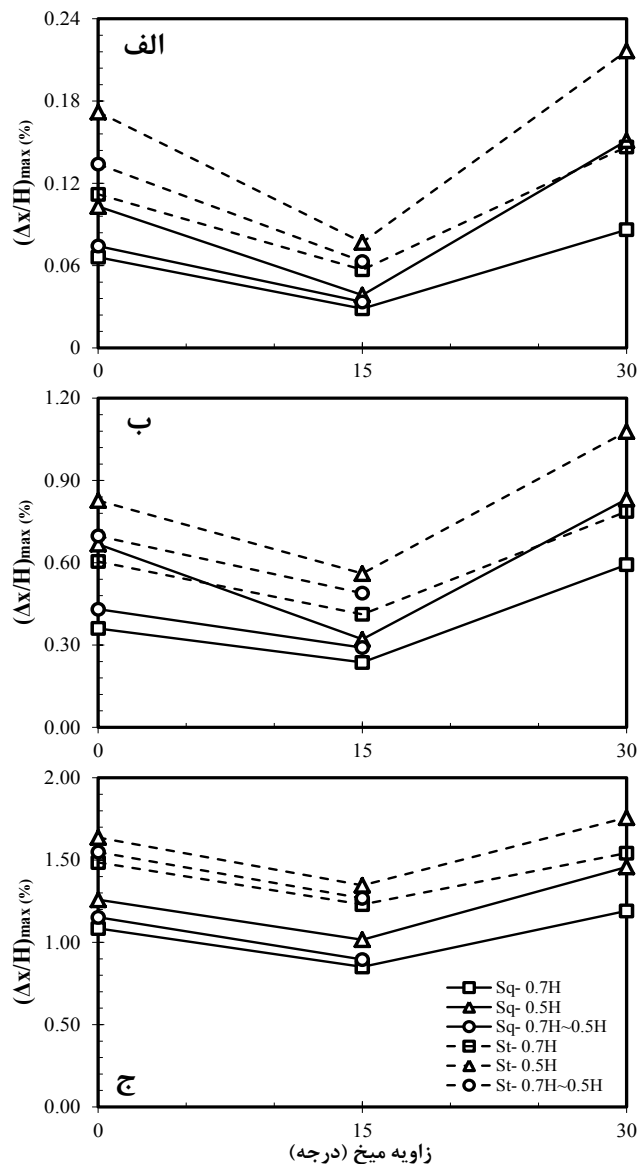 الف
0.24
0.18
0.12
0.06
0
((Δx/H)max (%)
0 15 30
ب
1.20
0.90
0.60
0.30
0.00
((Δx/H)max (%)
0 15 30
2.00
1.50
1.00
0.50
0.00
((Δx/H)max (%)
Sq- 0.7H
Sq- 0.5H
Sq- 0.7H~0.5H
St- 0.7H
St- 0.5H
St- 0.7H~0.5H
ج
0 15 30
زاویه میخ (درجه)